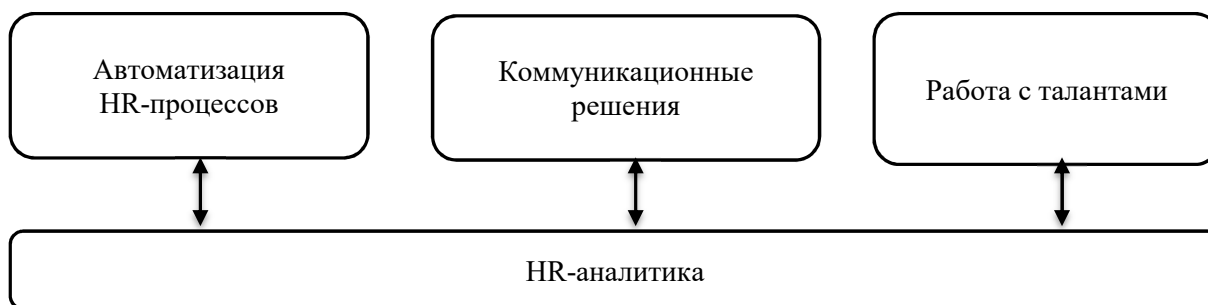 Автоматизация
HR-процессов
Коммуникационные
решения
Работа с талантами
HR-аналитика